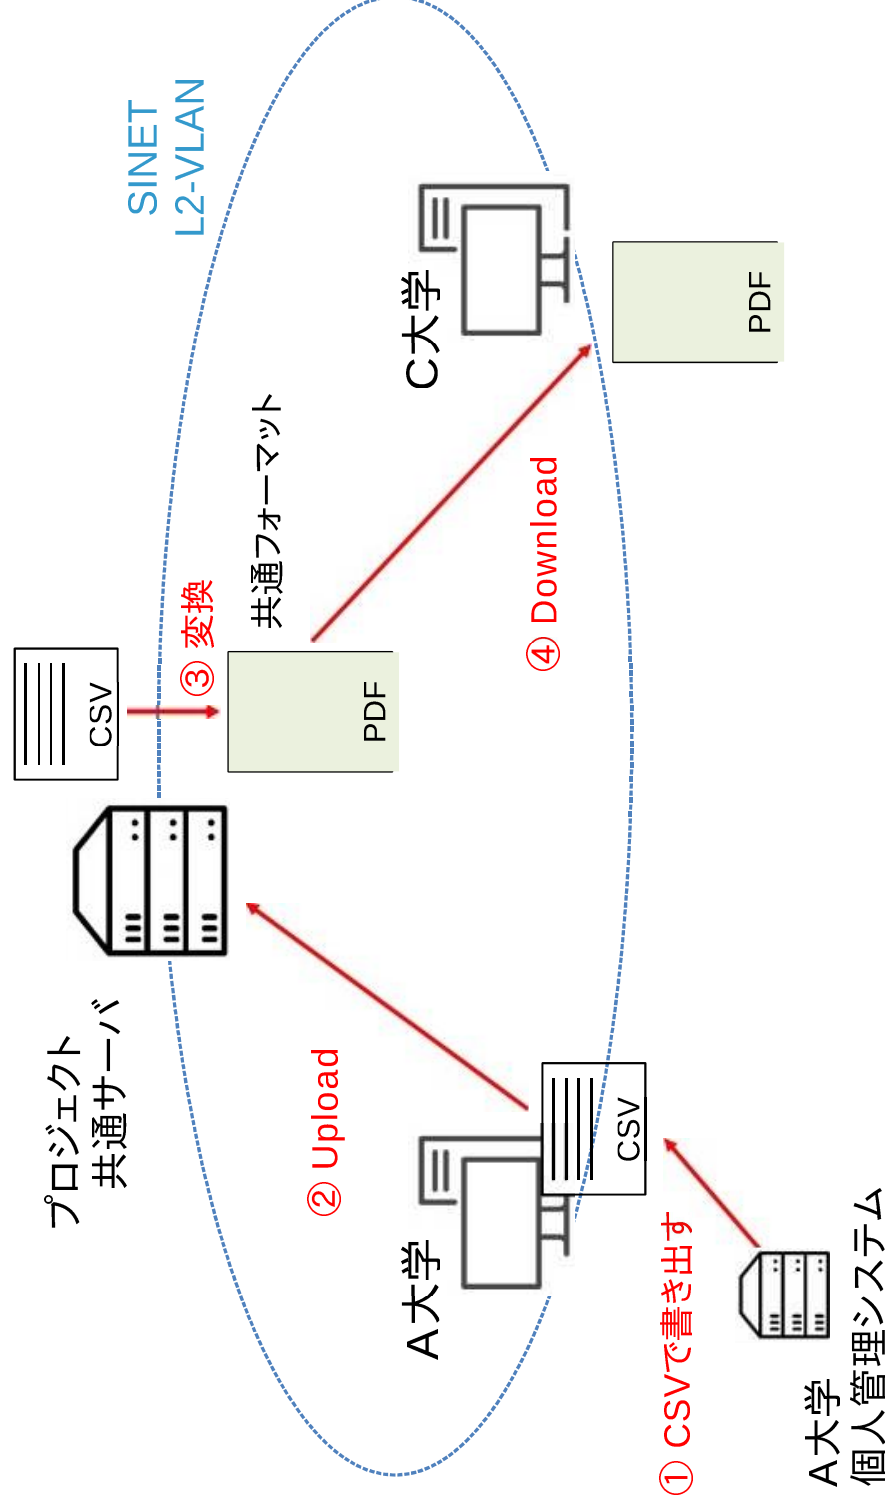 SINET
L2-VLAN
プロジェクト
共通サーバ
CSV
③ 変換
共通フォーマット
PDF
② Upload
④ Download
A大学
CSV
C大学
PDF
① CSVで書き出す
A大学
個人管理システム